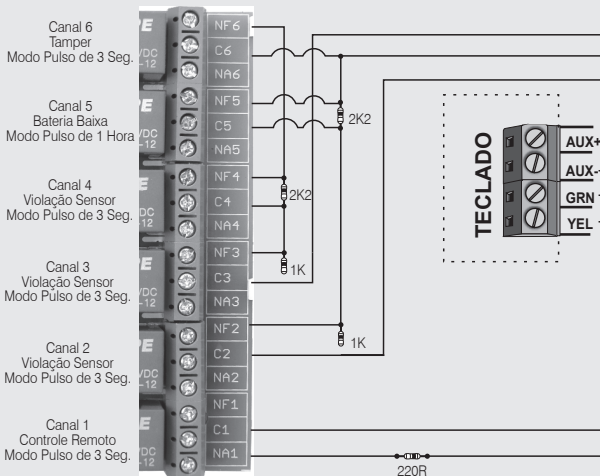 Canal 6
Tamper
Modo Pulso de 3 Seg.
Canal 5
Bateria Baixa
Modo Pulso de 1 Hora
Canal 4
Violação Sensor
Modo Pulso de 3 Seg.
Canal 3
Violação Sensor
Modo Pulso de 3 Seg.
Canal 2
Violação Sensor
Modo Pulso de 3 Seg.
Canal 1
Controle Remoto
Modo Pulso de 3 Seg.
NF6
C6
NA6
NF5
C5
NA5
NF4
C4
NA4
NF3
C3
NA3
NF2
C2
NA2
NF1
C1
NA1
2K2
2K2
1K
1K
220R
TECLADO
AUX+
AUX-
GRN
YEL